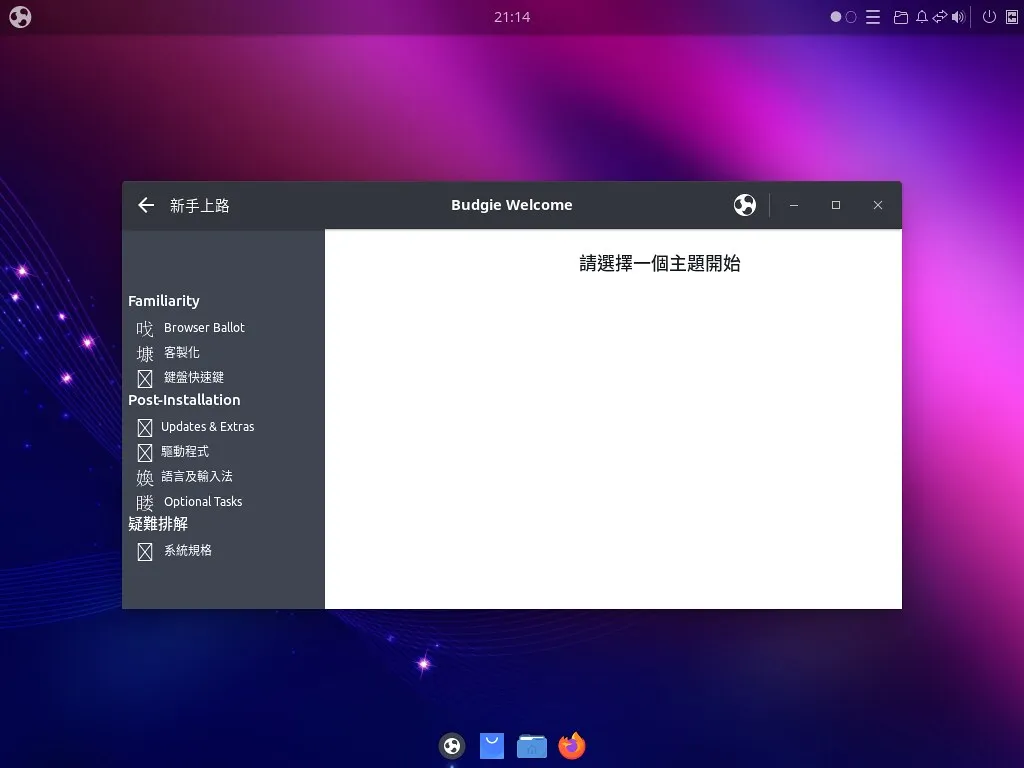 21:14
新手上路
Budgie Welcome
請選擇一個主題開始
Familiarity
Browser Ballot
客製化
鍵盤快速鍵
Post-Installation
Updates & Extras
驅動程式
語言及輸入法
Optional Tasks
疑難排解
系統規格